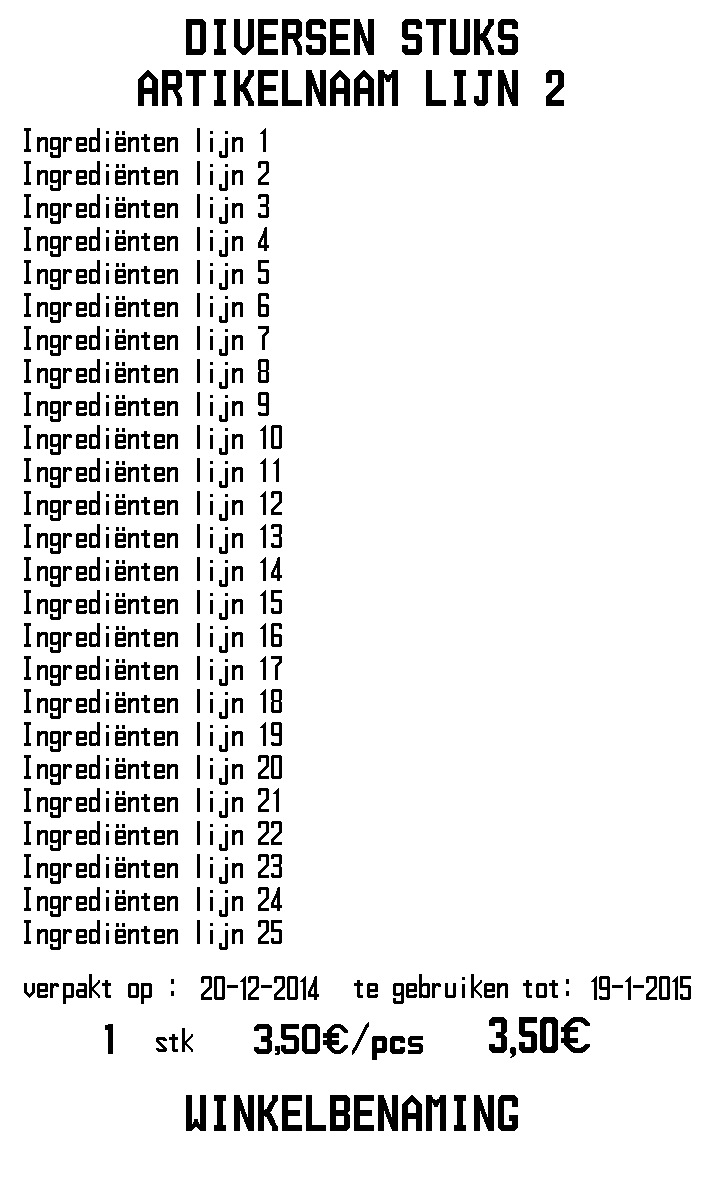 DIVERSEN STUKS
ARTIKELNAAM LIJN 2
Ingrediënten lijn 1
Ingrediënten lijn 2
Ingrediënten lijn 3
Ingrediënten lijn 4
Ingrediënten lijn 5
Ingrediënten lijn 6
Ingrediënten lijn 7
Ingrediënten lijn 8
Ingrediënten lijn 9
Ingrediënten lijn 10
Ingrediënten lijn 11
Ingrediënten lijn 12
Ingrediënten lijn 13
Ingrediënten lijn 14
Ingrediënten lijn 15
Ingrediënten lijn 16
Ingrediënten lijn 17
Ingrediënten lijn 18
Ingrediënten lijn 19
Ingrediënten lijn 20
Ingrediënten lijn 21
Ingrediënten lijn 22
Ingrediënten lijn 23
Ingrediënten lijn 24
Ingrediënten lijn 25
verpakt op : 20-12-2014 te gebruiken tot: 19-1-2015
1 stk 3,50€/pcs 3,50€
WINKELBENAMING